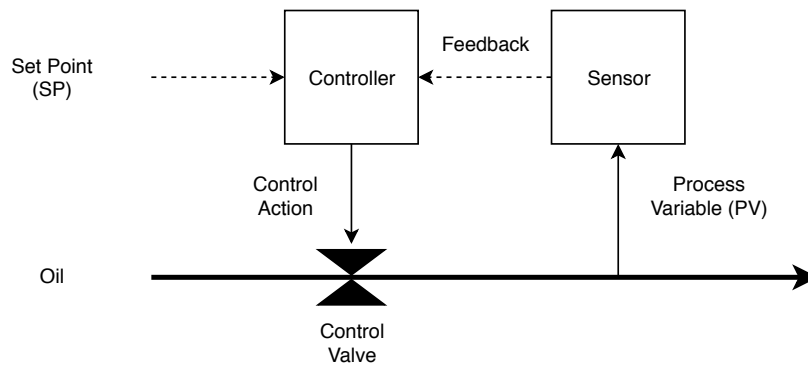 Set Point
(SP)
Controller
Feedback
Sensor
Control
Action
Process
Variable (PV)
Oil
Control
Valve